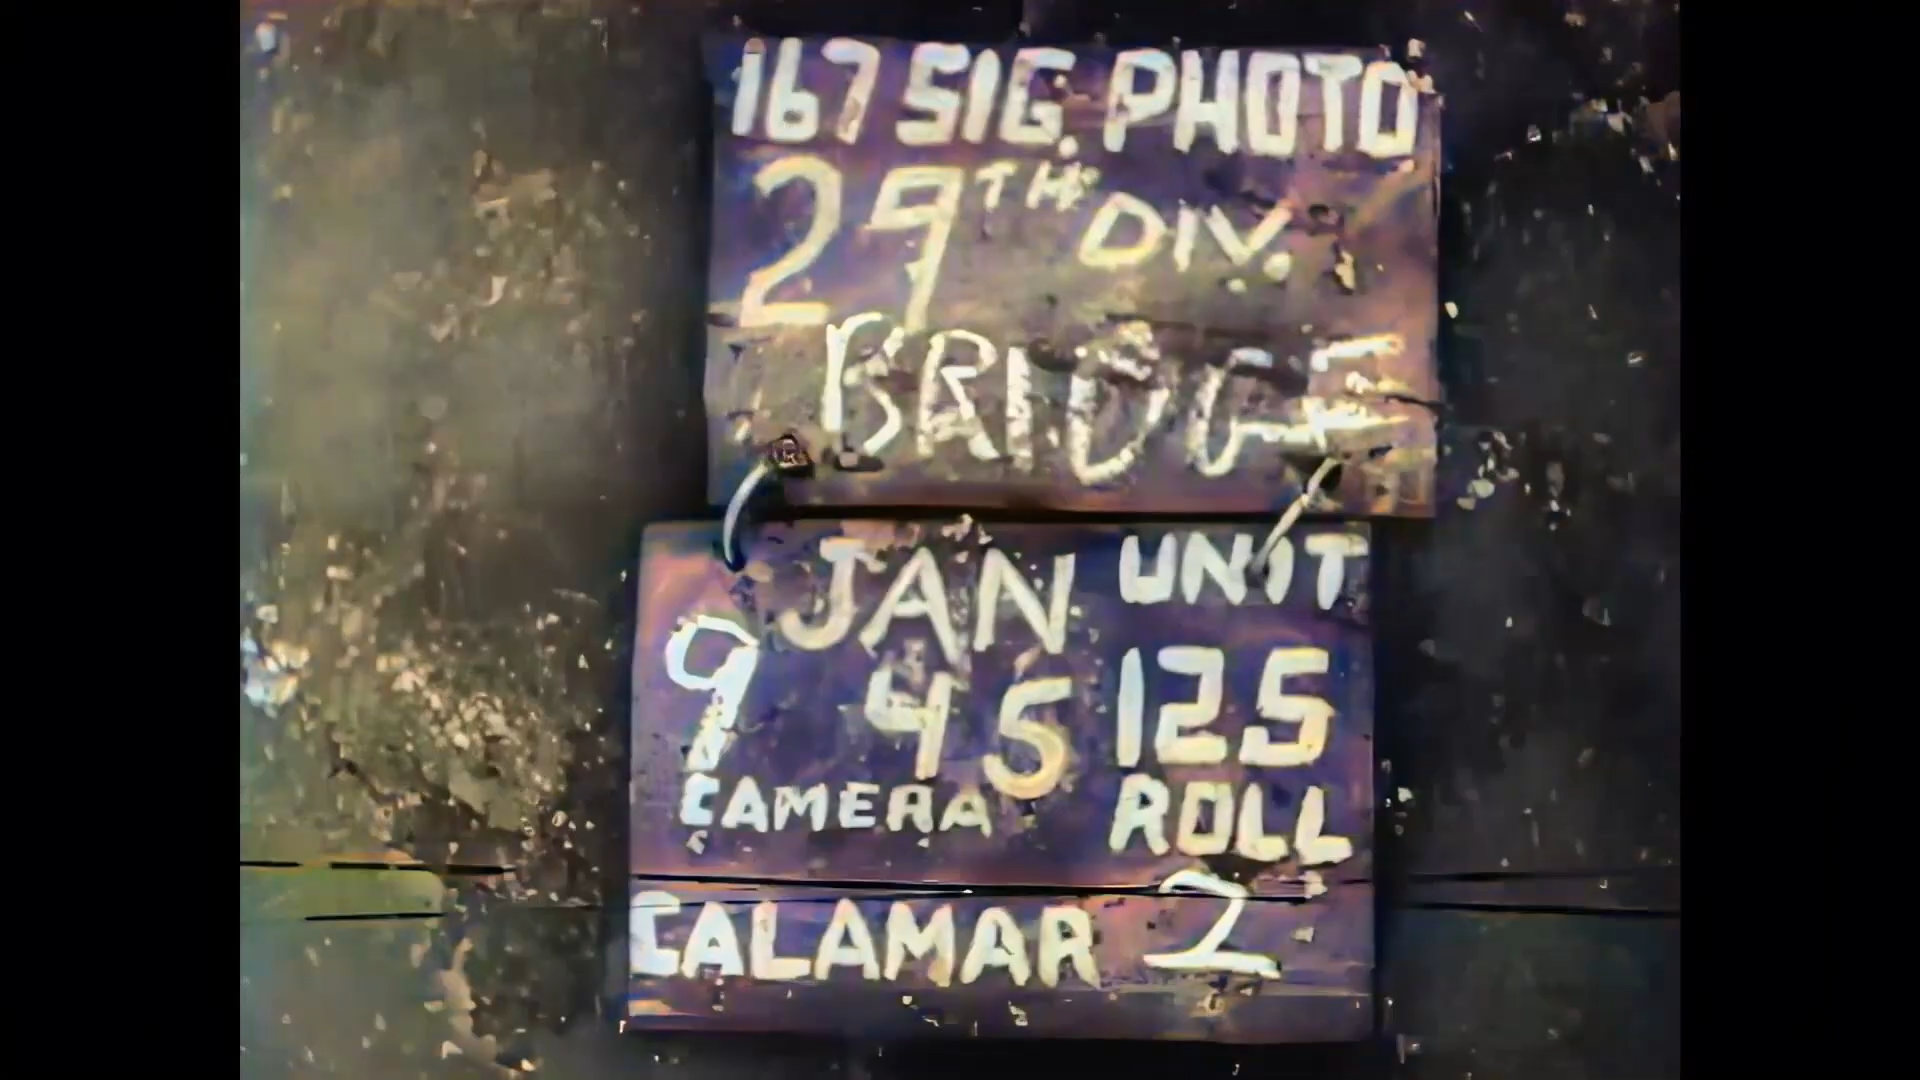 167 SIG. PHOTO
29TH DIV.
BRIDGE
JAN UNIT
9 45 125
CAMERA ROLL
CALAMAR 2